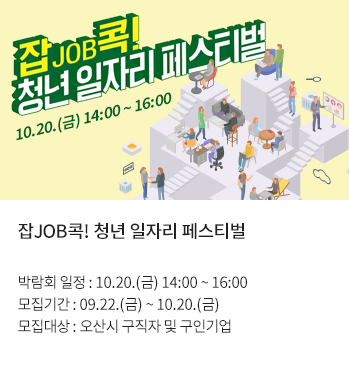 잡JOB콕!
청년 일자리 페스티벌
10.20.(금) 14:00 ~ 16:00
잡JOB콕! 청년 일자리 페스티벌
박람회 일정 : 10.20.(금) 14:00 ~ 16:00
모집기간 : 09.22.(금) ~ 10.20.(금)
모집대상 : 오산시 구직자 및 구인기업